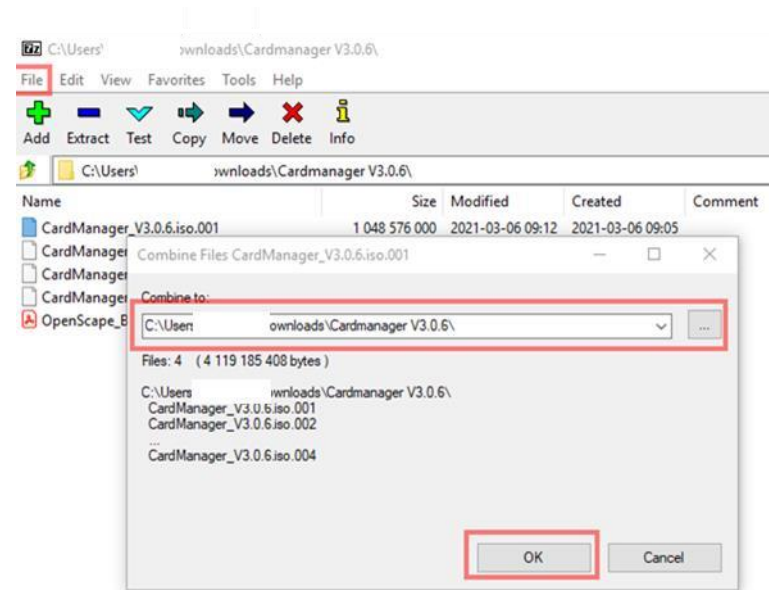 7z C:\Users\ ownloads\Cardmanager V3.0.6\
File Edit View Favorites Tools Help
Add Extract Test Copy Move Delete Info
C:\Users\ ownloads\Cardmanager V3.0.6\
Name Size Modified Created Comment
CardManager_V3.0.6.iso.001 1 048 576 000 2021-03-06 09:12 2021-03-06 09:05
CardManager
CardManager
CardManager
OpenScape_B
Combine Files CardManager_V3.0.6.iso.001
Combine to:
C:\Users ownloads\Cardmanager V3.0.6\
...
Files: 4 ( 4 119 185 408 bytes )
C:\Users wnloads\Cardmanager V3.0.6\
CardManager_V3.0.6.iso.001
CardManager_V3.0.6.iso.002
...
CardManager_V3.0.6.iso.004
OK Cancel